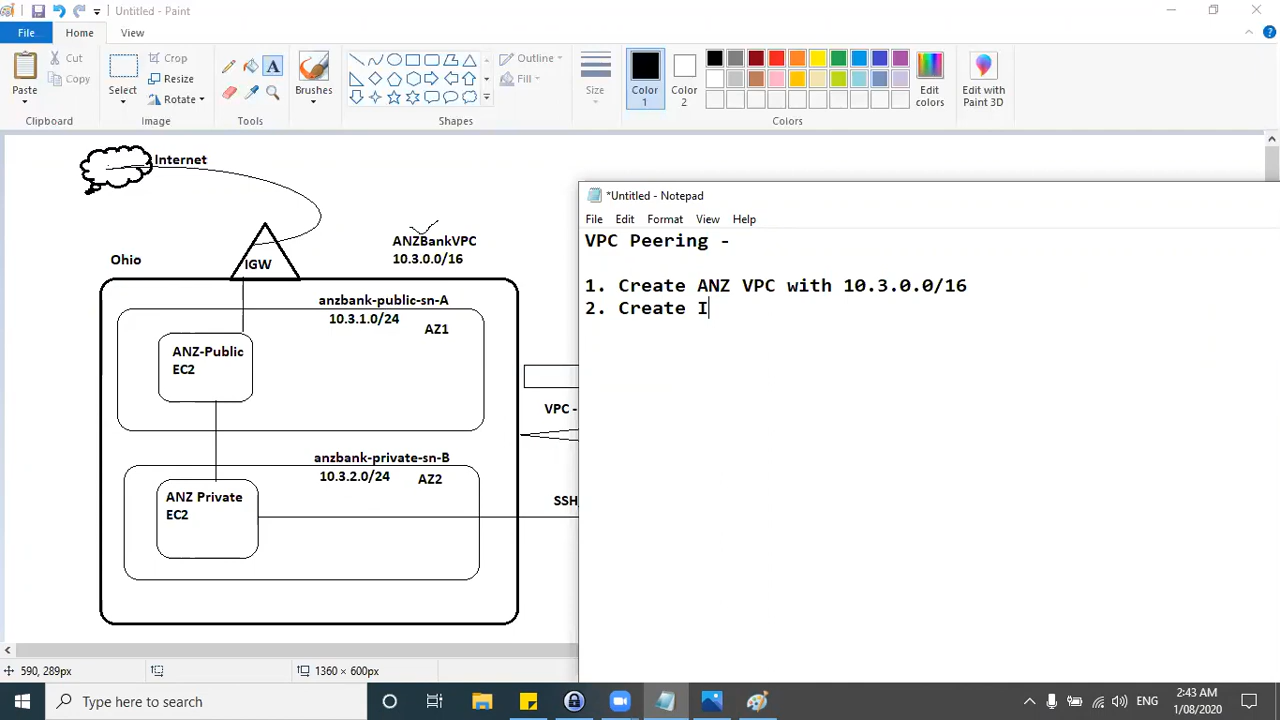 Untitled - Paint
File
Home
View
Paste
Cut
Copy
Clipboard
Select
Crop
Resize
Rotate
Image
A
Tools
Brushes
Outline
Fill
Shapes
Size
Color 1
Color 2
Edit colors
Colors
Edit with Paint 3D
Internet
IGW
Ohio
ANZBankVPC
10.3.0.0/16
anzbank-public-sn-A
10.3.1.0/24
AZ1
ANZ-Public
EC2
anzbank-private-sn-B
10.3.2.0/24
AZ2
ANZ Private
EC2
VPC -
SSH
*Untitled - Notepad
File Edit Format View Help
VPC Peering -
1. Create ANZ VPC with 10.3.0.0/16
2. Create I
590, 289px
1360 × 600px
Type here to search
ENG
2:43 AM
1/08/2020